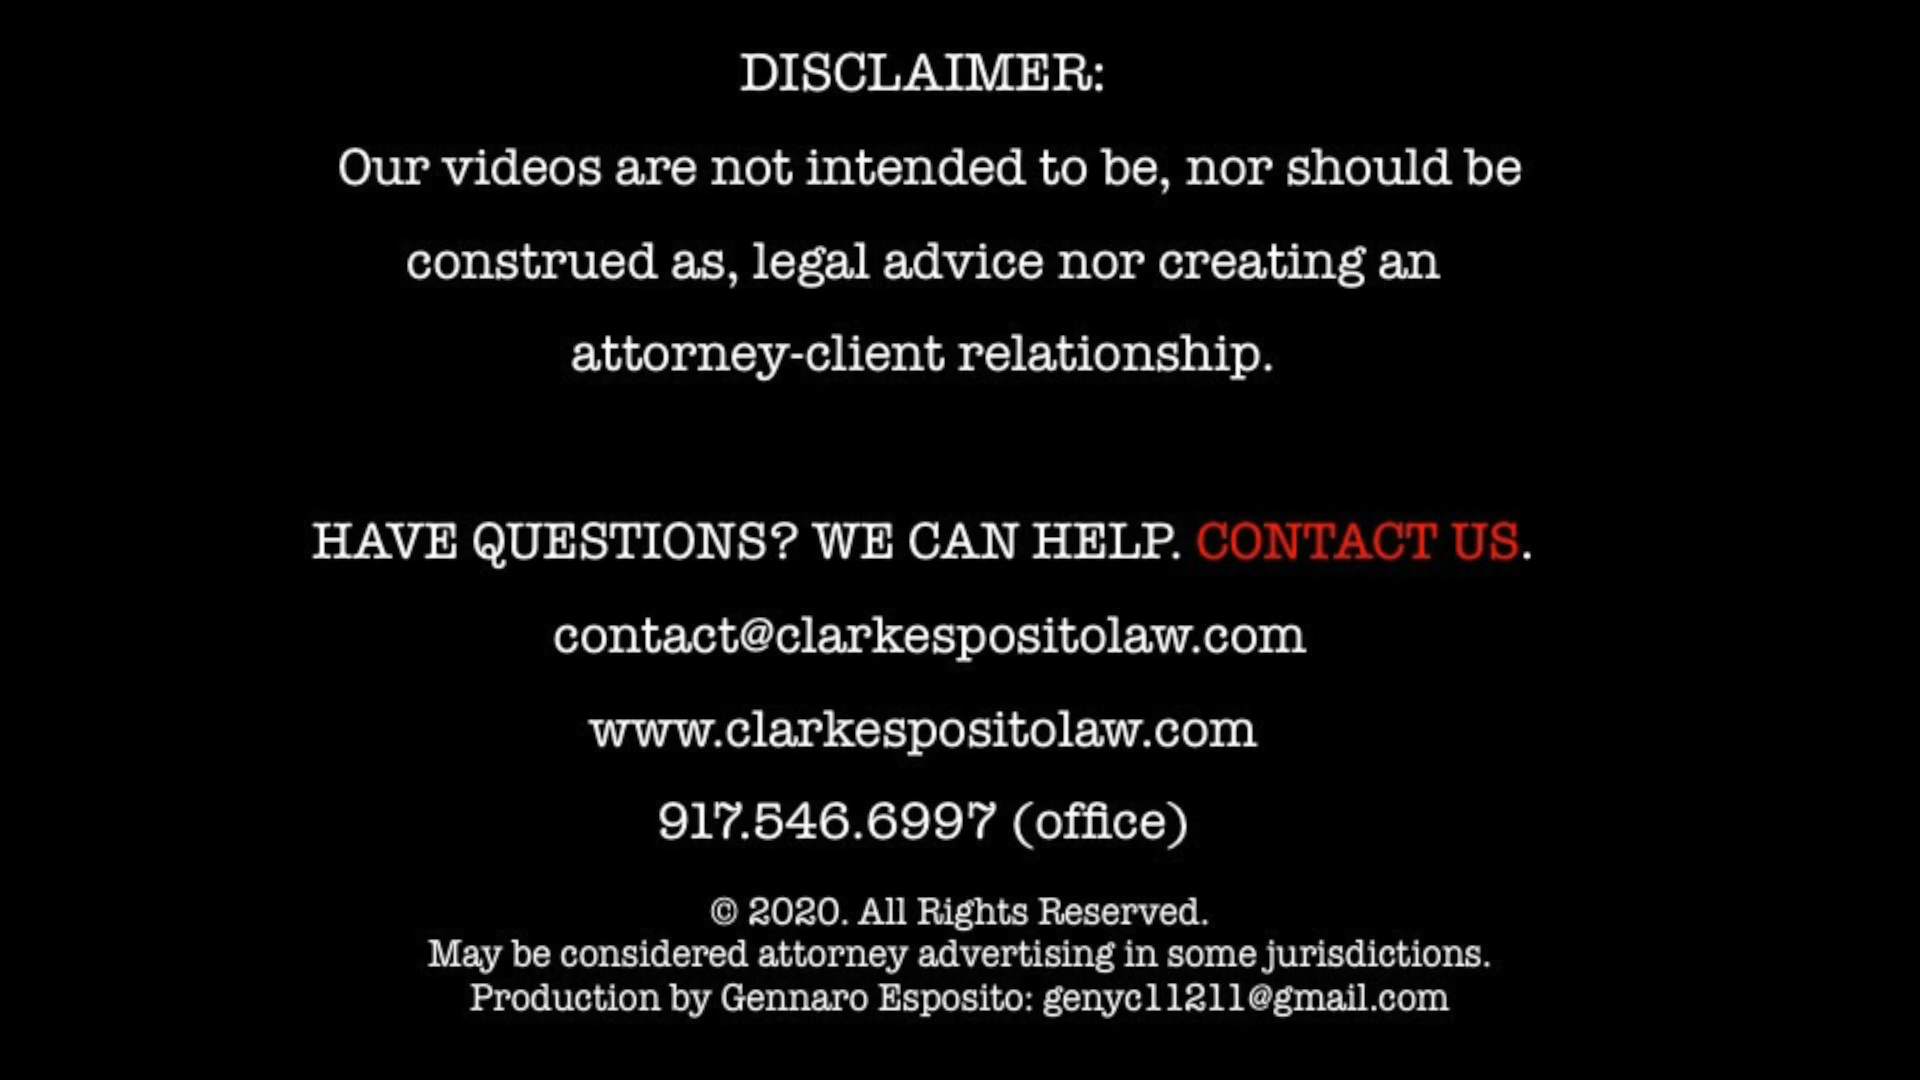 DISCLAIMER:
Our videos are not intended to be, nor should be
construed as, legal advice nor creating an
attorney-client relationship.
HAVE QUESTIONS? WE CAN HELP. CONTACT US.
contact@clarkespositolaw.com
www.clarkespositolaw.com
917.546.6997 (office)
© 2020. All Rights Reserved.
May be considered attorney advertising in some jurisdictions.
Production by Gennaro Esposito: genyc11211@gmail.com